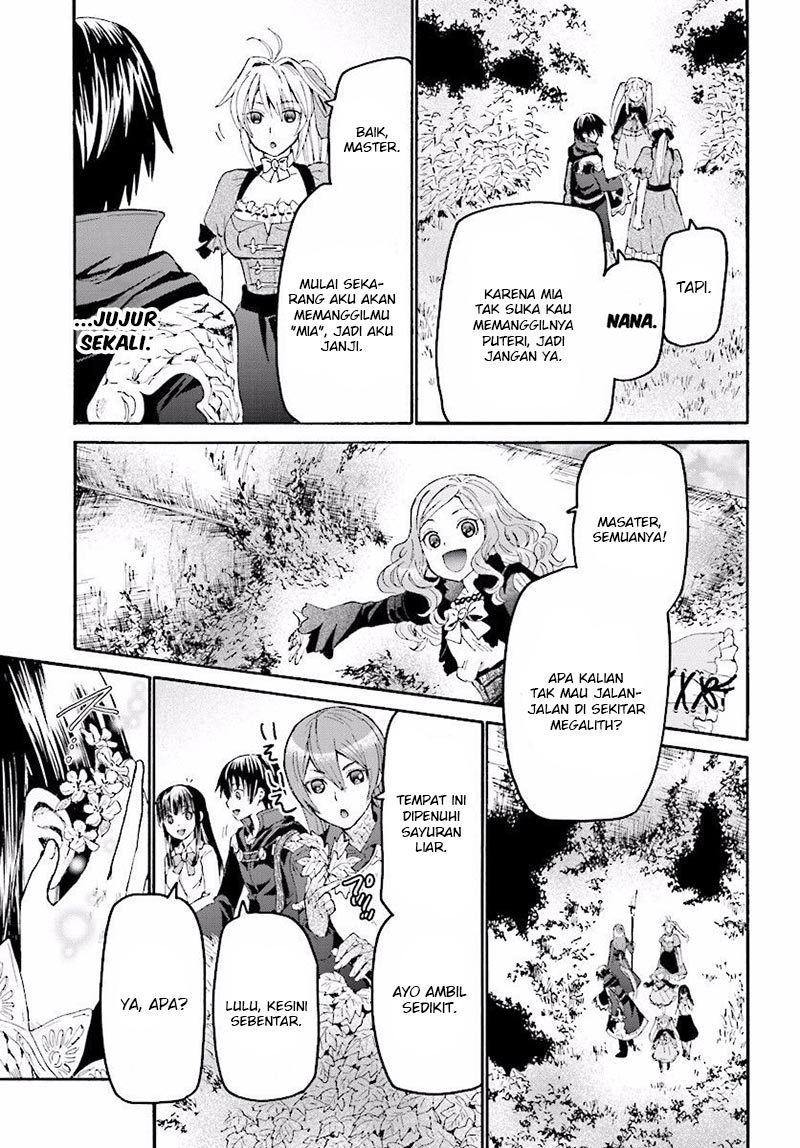 TAPI.
NANA.
KARENA MIA
TAK SUKA KAU
MEMANGGILNYA
PUTERI, JADI
JANGAN YA.
BAIK,
MASTER.
MULAI SEKA-
RANG AKU AKAN
MEMANGGILMU
"MIA", JADI AKU
JANJI.
...JUJUR
SEKALI.
MASATER,
SEMUANYA!
APA KALIAN
TAK MAU JALAN-
JALAN DI SEKITAR
MEGALITH?
TEMPAT INI
DIPENUHI
SAYURAN
LIAR.
AYO AMBIL
SEDIKIT.
LULU, KESINI
SEBENTAR.
YA, APA?